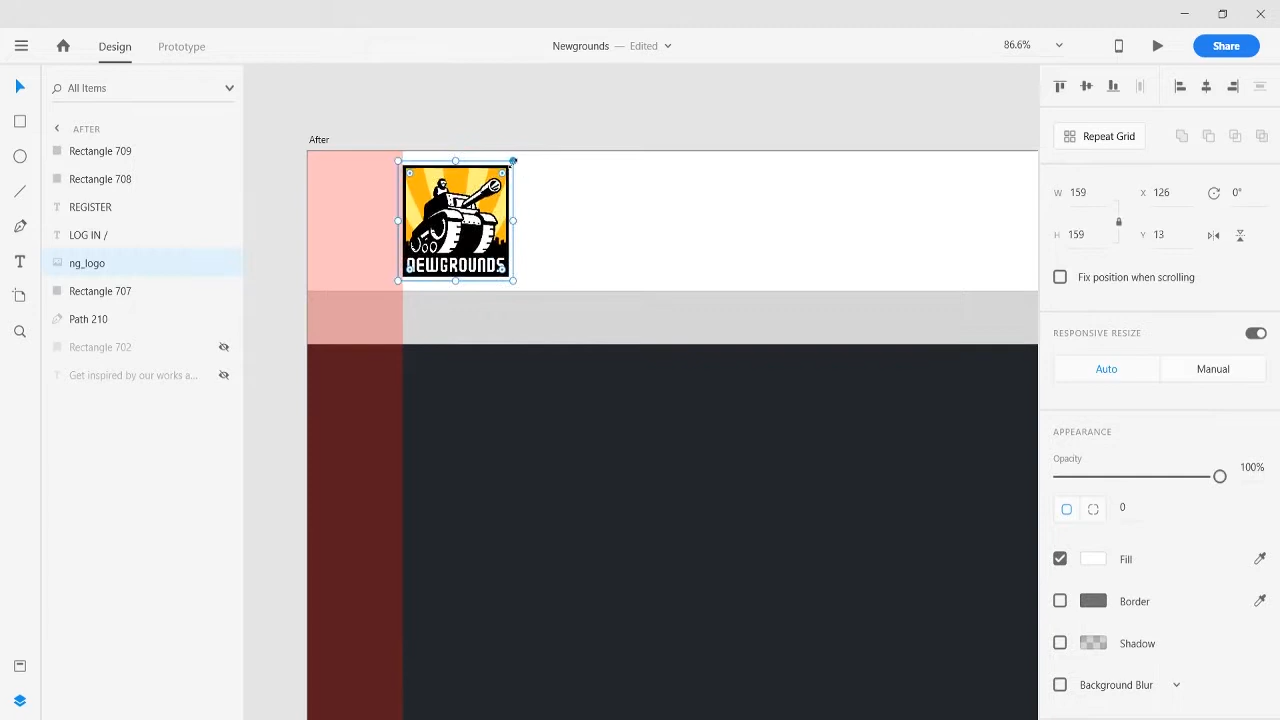 Design
Prototype
Newgrounds — Edited
86.6%
Share
All Items
AFTER
Rectangle 709
Rectangle 708
REGISTER
LOG IN /
ng_logo
Rectangle 707
Path 210
Rectangle 702
Get inspired by our works a...
After
NEWGROUNDS
Repeat Grid
W 159 X 126 0°
H 159 Y 13
Fix position when scrolling
RESPONSIVE RESIZE
Auto Manual
APPEARANCE
Opacity
100%
0
Fill
Border
Shadow
Background Blur